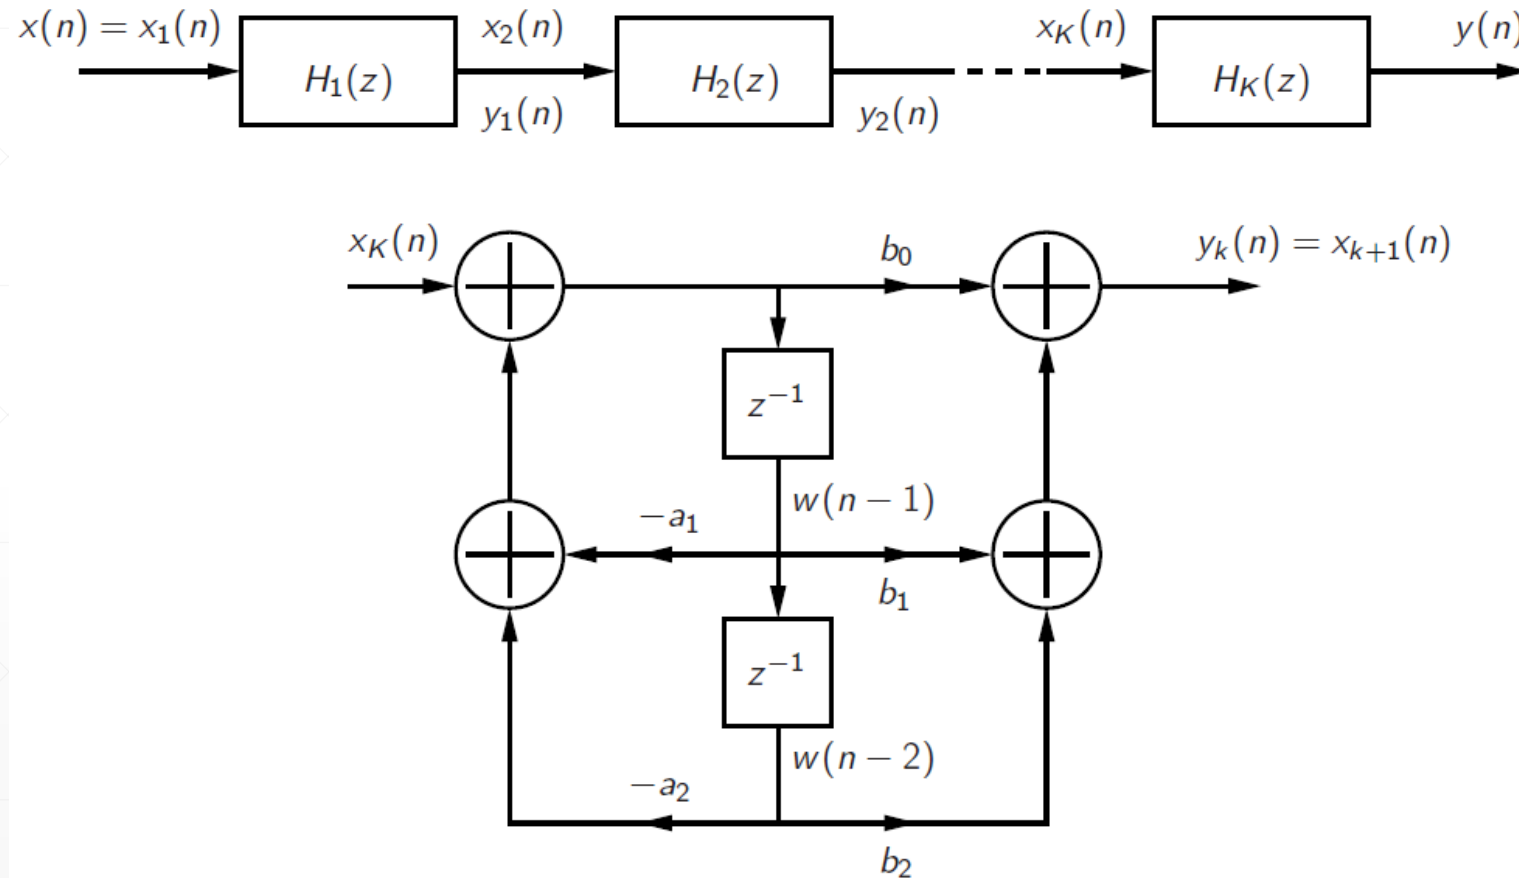 x(n) = x₁(n)
H₁(z)
x₂(n)
y₁(n)
H₂(z)
y₂(n)
x_K(n)
H_K(z)
y(n)
x_K(n)
b₀
y_k(n) = x_{k+1}(n)
z⁻¹
w(n − 1)
−a₁
b₁
z⁻¹
w(n − 2)
−a₂
b₂